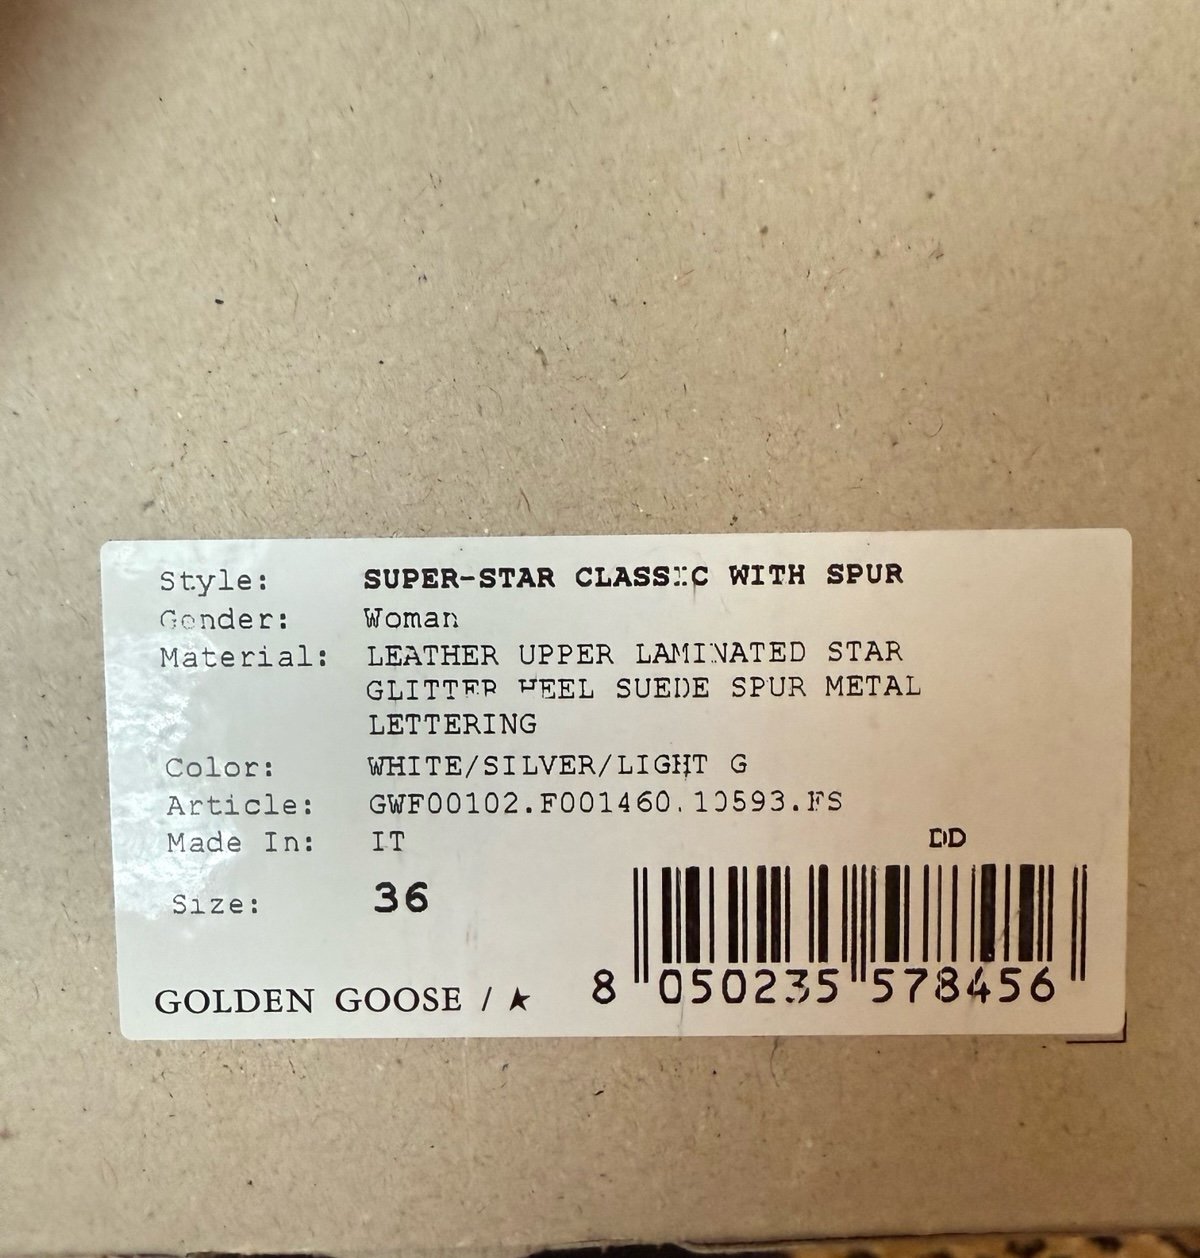 Style: SUPER-STAR CLASSIC WITH SPUR
Gender: Woman
Material: LEATHER UPPER LAMINATED STAR
GLITTER HEEL SUEDE SPUR METAL
LETTERING
Color: WHITE/SILVER/LIGHT G
Article: GWF00102.F001460.10593.FS
Made In: IT
DD
Size: 36
GOLDEN GOOSE / ★
8 050235 578456